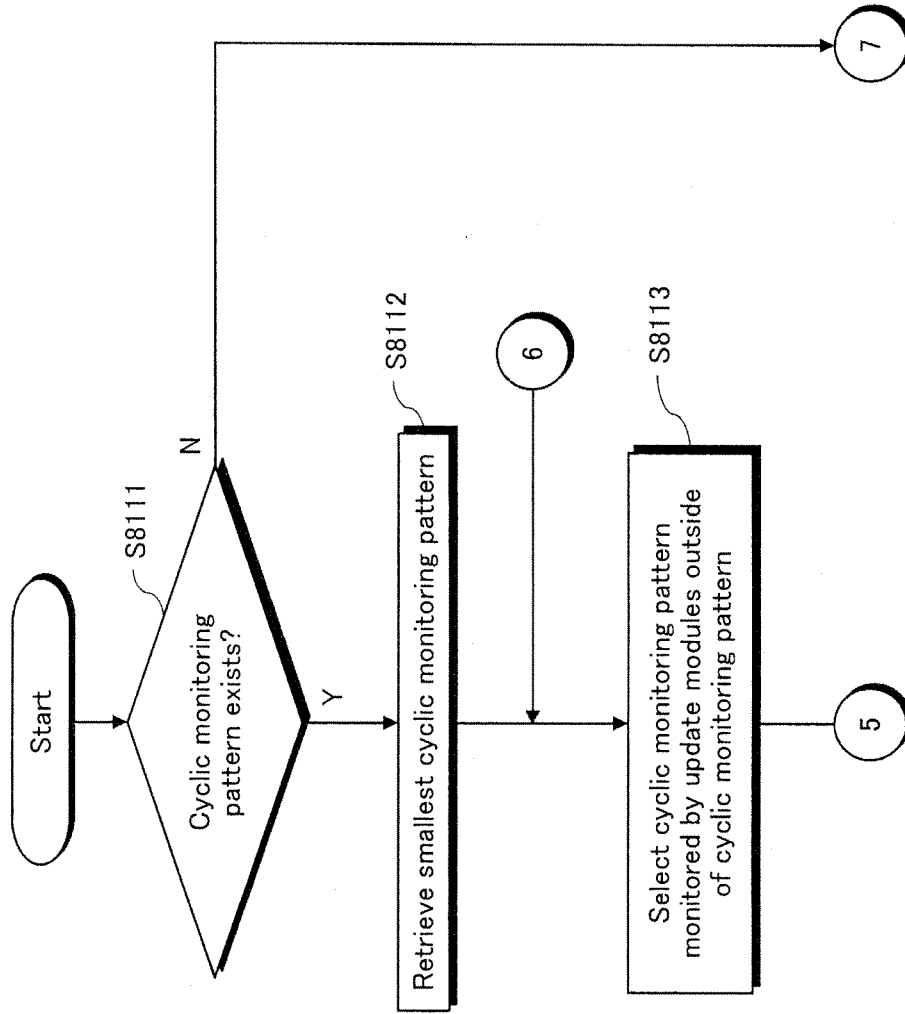 Start
S8111
Cyclic monitoring
pattern exists?
N
Y
S8112
Retrieve smallest cyclic monitoring pattern
6
S8113
Select cyclic monitoring pattern
monitored by update modules outside
of cyclic monitoring pattern
5
7